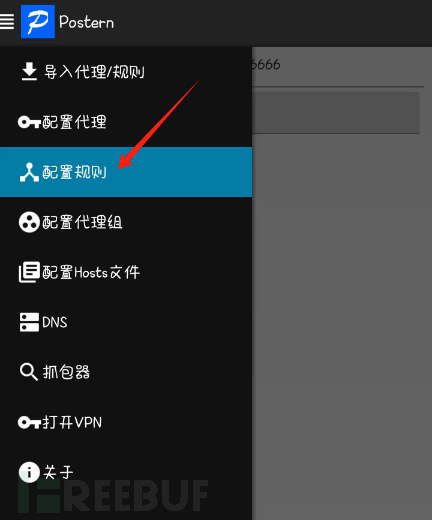 Postern
导入代理/规则
6666
配置代理
配置规则
配置代理组
配置Hosts文件
DNS
抓包器
打开VPN
关于
FREEBUF